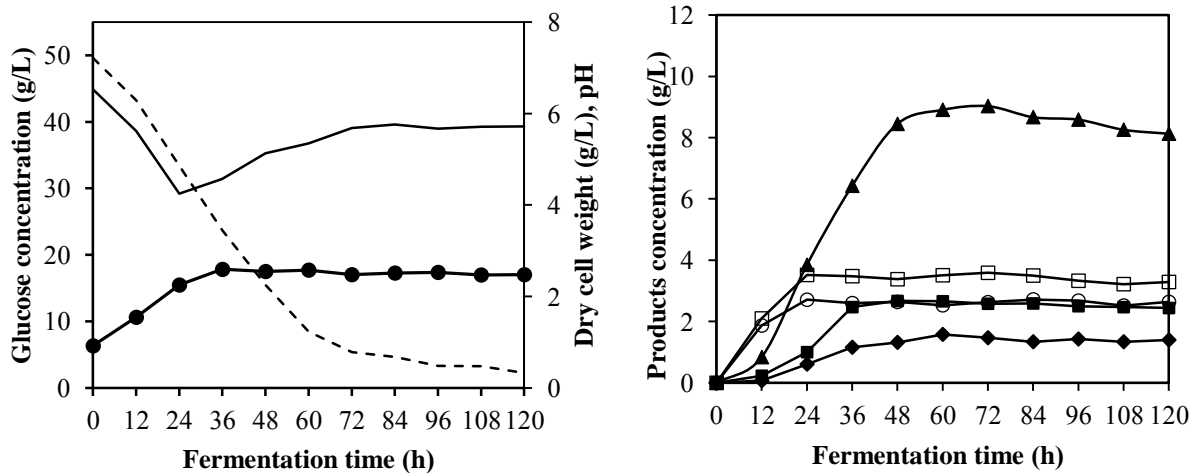 Glucose concentration (g/L)
50
40
30
20
10
0
8
6
4
2
0
Dry cell weight (g/L), pH
0 12 24 36 48 60 72 84 96 108 120
Fermentation time (h)
Products concentration (g/L)
12
10
8
6
4
2
0
0 12 24 36 48 60 72 84 96 108 120
Fermentation time (h)